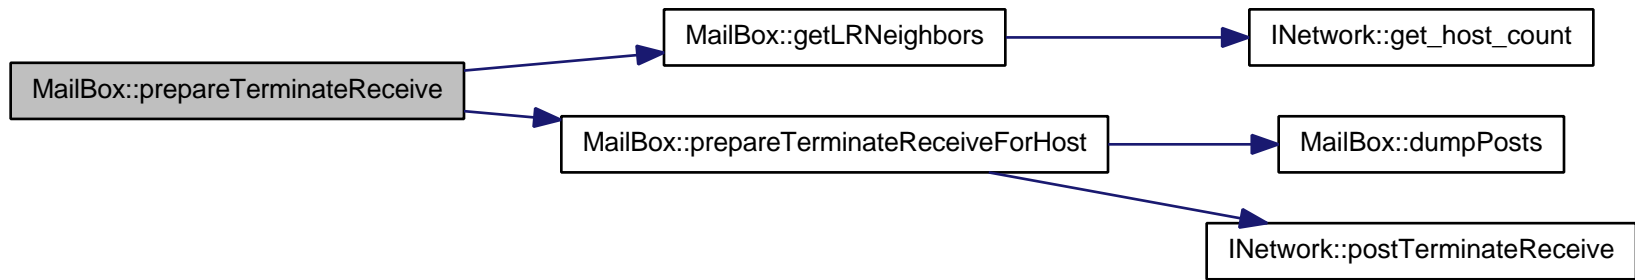 MailBox::prepareTerminateReceive
MailBox::getLRNeighbors
INetwork::get_host_count
MailBox::prepareTerminateReceiveForHost
MailBox::dumpPosts
INetwork::postTerminateReceive